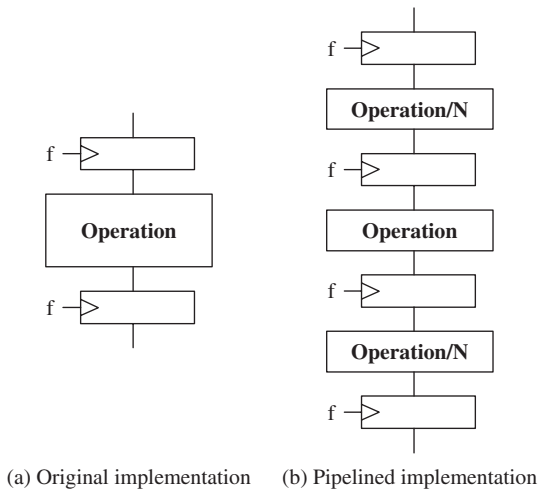 f
Operation
f
(a) Original implementation
f
Operation/N
f
Operation
f
Operation/N
f
(b) Pipelined implementation